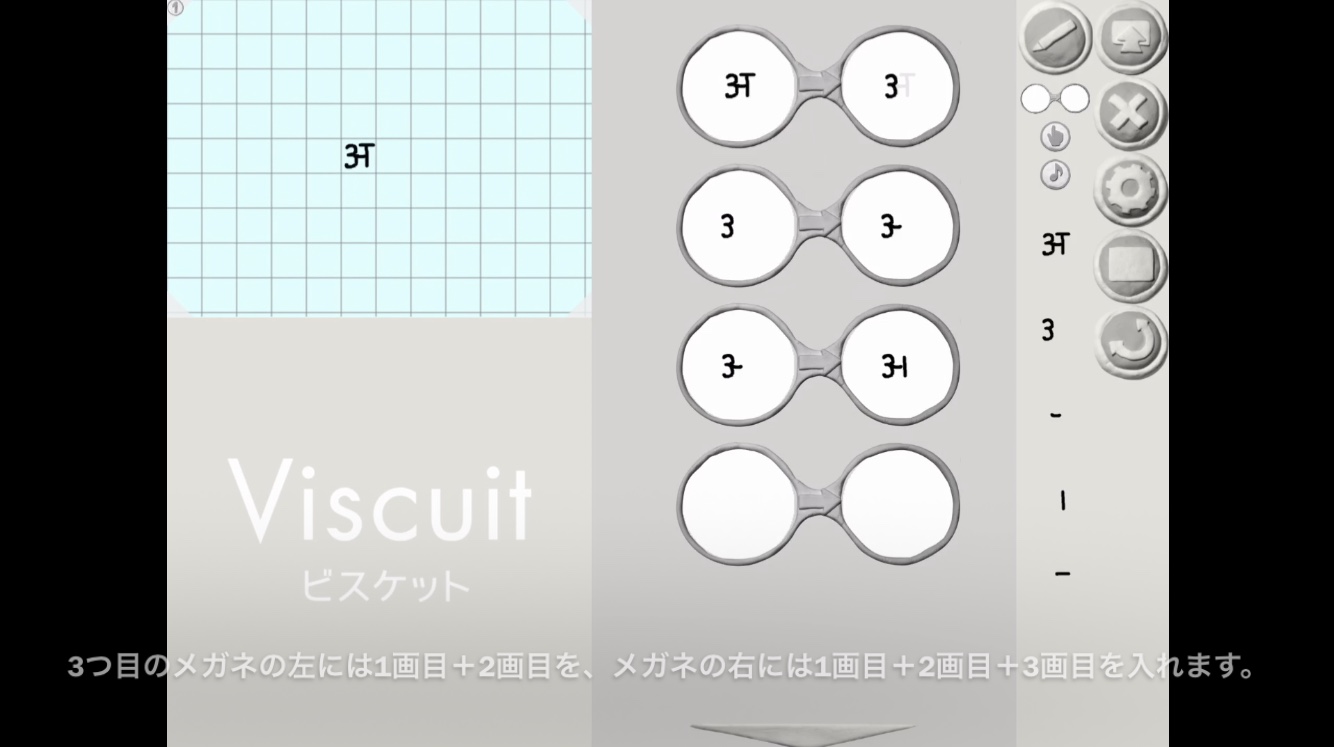 1
अ
अ 3अ
3 3-
3- 3-l
अ
3
-
l
-
Viscuit
ビスケット
3つ目のメガネの左には1画目＋2画目を、メガネの右には1画目＋2画目＋3画目を入れます。